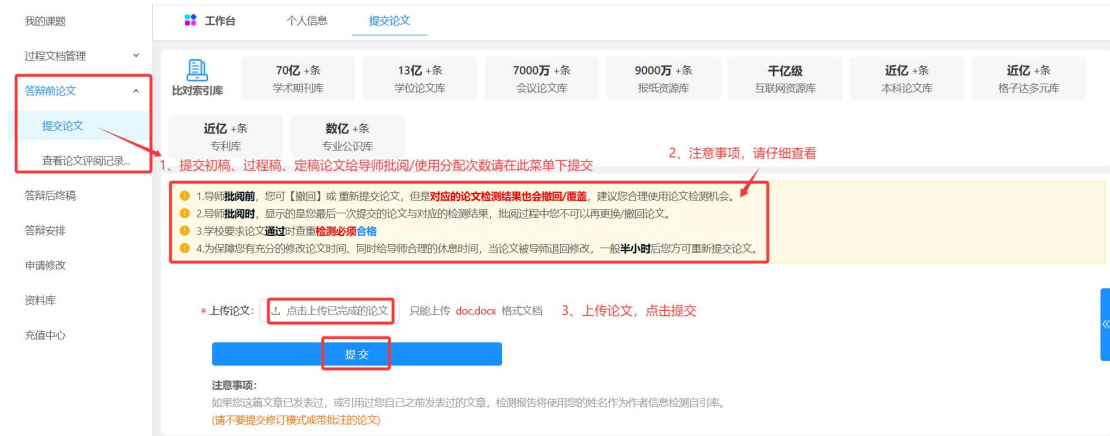 我的课题
工作台 个人信息 提交论文
过程文档管理
答辩前论文
提交论文
查看论文评阅记录...
答辩后终稿
答辩安排
申请修改
资料库
充值中心
比对索引库
70亿 +条 13亿 +条 7000万 +条 9000万 +条 千亿级 近亿 +条 近亿 +条
学术期刊库 学位论文库 会议论文库 报纸资源库 互联网资源库 本科论文库 格子达多元库
近亿 +条 数亿 +条
专利库 专业公识库
1、提交初稿、过程稿、定稿论文给导师批阅/使用分配次数请在此菜单下提交
2、注意事项，请仔细查看
1.导师批阅前，您可【撤回】或 重新提交论文，但是对应的论文检测结果也会撤回/覆盖，建议您合理使用论文检测机会。
2.导师批阅时，显示的是您最后一次提交的论文与对应的检测结果，批阅过程中您不可以再更换/撤回论文。
3.学校要求论文通过时查重检测必须合格
4.为保障您有充分的修改论文时间、同时给导师合理的休息时间，当论文被导师退回修改，一般半小时后您方可重新提交论文。
* 上传论文: 点击上传已完成的论文 只能上传 doc,docx 格式文档 3、上传论文，点击提交
提交
注意事项：
如果您这篇文章已发表过，或引用过您自己之前发表过的文章，检测报告将使用您的姓名作为作者信息检测自引率。
(请不要提交修订模式或带批注的论文)